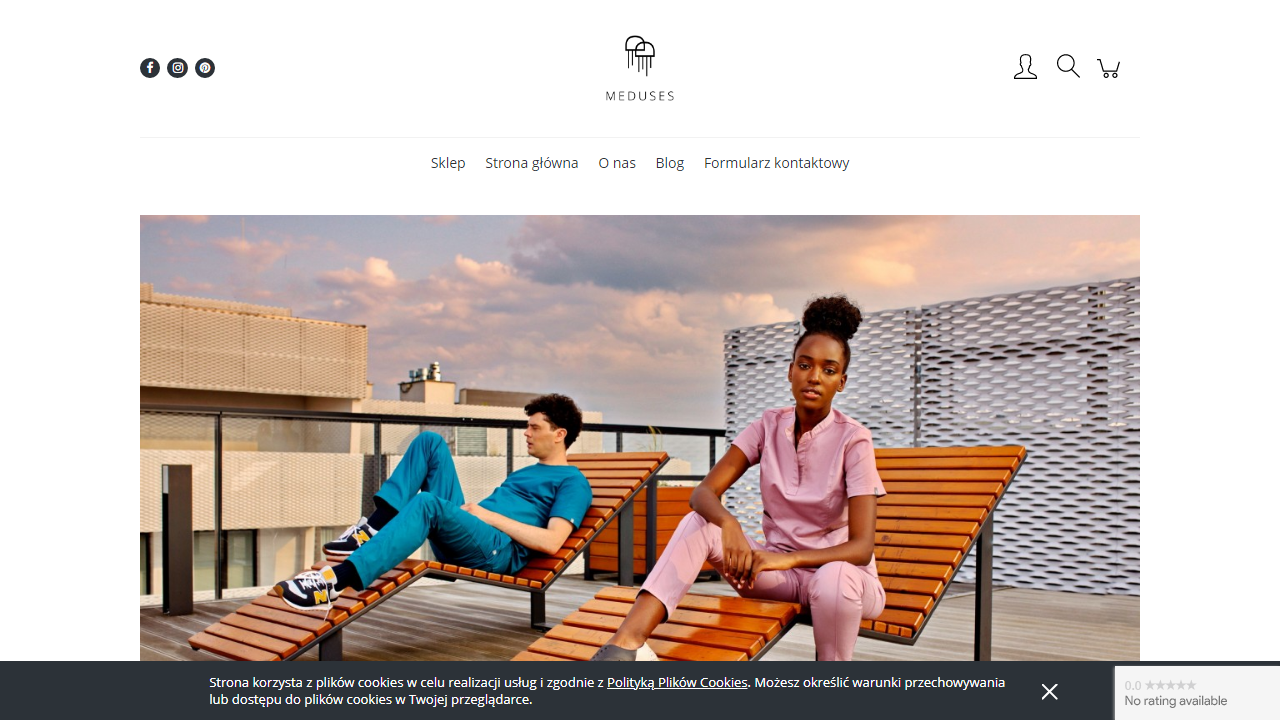 MEDUSES
Sklep Strona główna O nas Blog Formularz kontaktowy
Strona korzysta z plików cookies w celu realizacji usług i zgodnie z Polityką Plików Cookies. Możesz określić warunki przechowywania
lub dostępu do plików cookies w Twojej przeglądarce.
0.0
No rating available